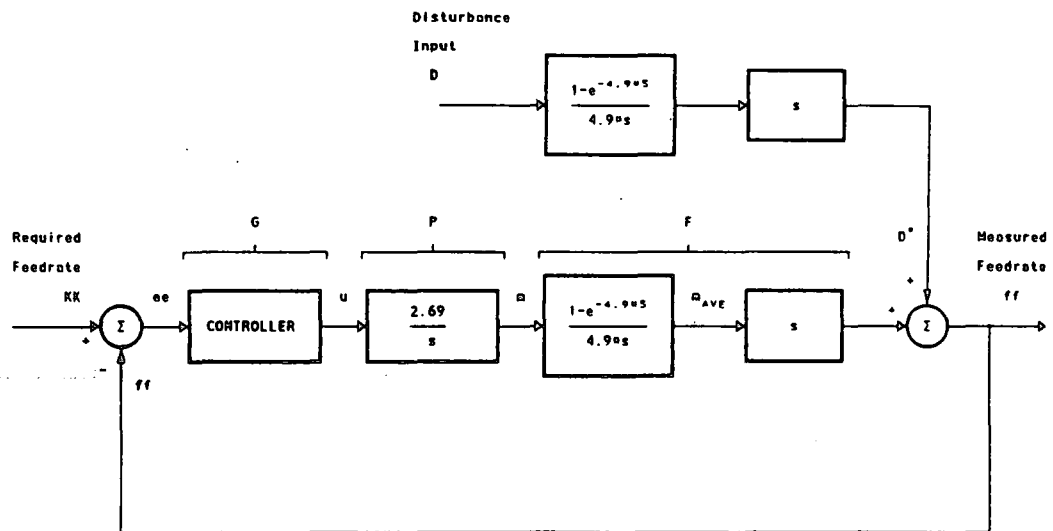 Disturbance
Input
D
1-e^-4.9*s
4.9*s
s
G
P
F
D*
Required
Feedrate
KK
ee
u
m
m AVE
Measured
Feedrate
ff
+
-
Σ
CONTROLLER
2.69
s
1-e^-4.9*s
4.9*s
s
+
+
Σ
ff